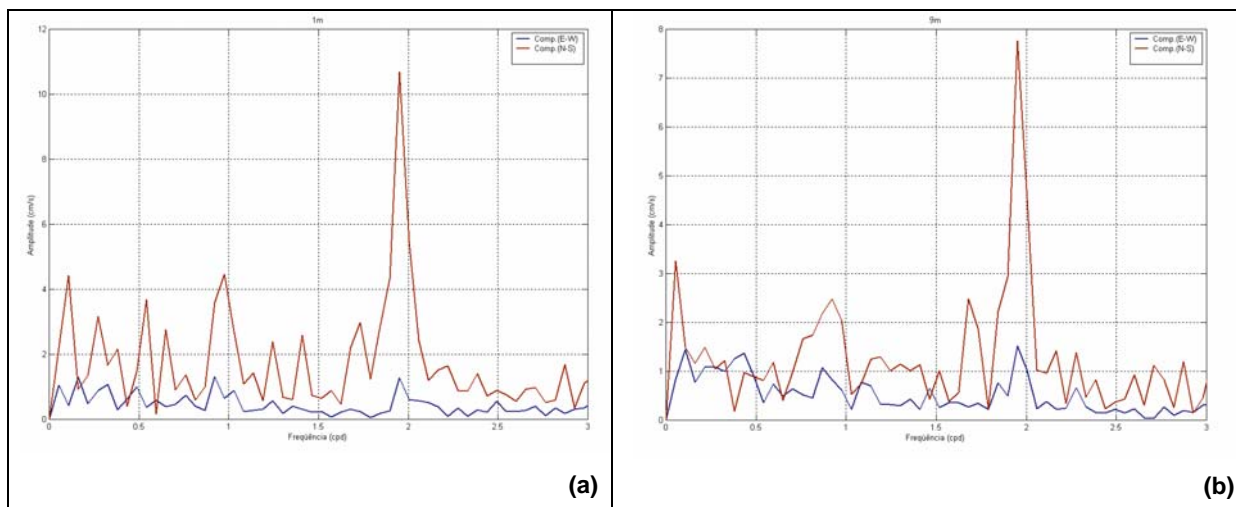 1m
12
10
8
6
4
2
0
Amplitude (cm/s)
0 0.5 1 1.5 2 2.5 3
Freqüência (cpd)
Comp.(E-W)
Comp.(N-S)
(a)
9m
8
7
6
5
4
3
2
1
0
Amplitude (cm/s)
0 0.5 1 1.5 2 2.5 3
Freqüência (cpd)
Comp.(E-W)
Comp.(N-S)
(b)